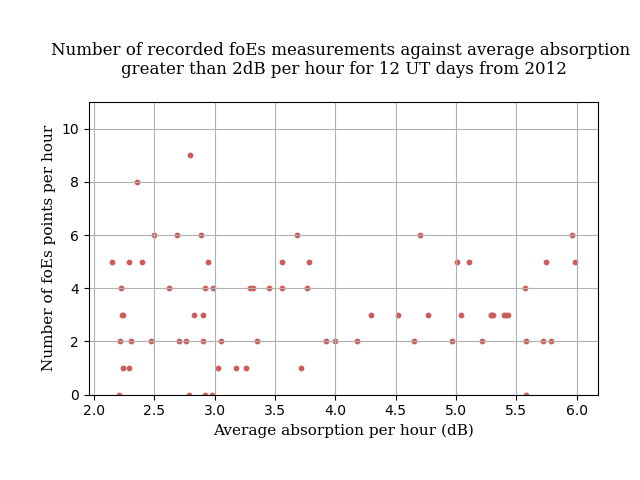 Number of recorded foEs measurements against average absorption
greater than 2dB per hour for 12 UT days from 2012
Number of foEs points per hour
10
8
6
4
2
0
2.0 2.5 3.0 3.5 4.0 4.5 5.0 5.5 6.0
Average absorption per hour (dB)